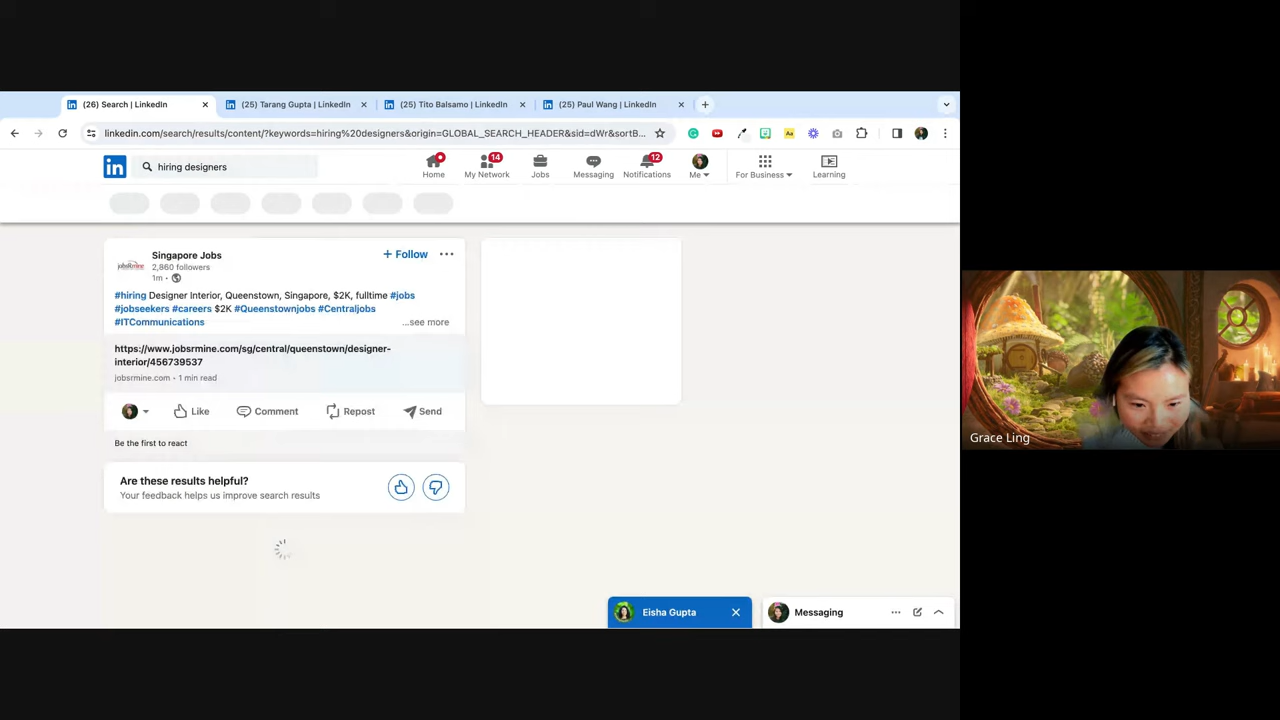 (26) Search | LinkedIn
(25) Tarang Gupta | LinkedIn
(25) Tito Balsamo | LinkedIn
(25) Paul Wang | LinkedIn
linkedin.com/search/results/content/?keywords=hiring%20designers&origin=GLOBAL_SEARCH_HEADER&sid=dWr&sortB...
Aa
in
hiring designers
14
12
Home
My Network
Jobs
Messaging
Notifications
Me
For Business
Learning
jobsRmine
Singapore Jobs
2,860 followers
1m •
+ Follow
#hiring Designer Interior, Queenstown, Singapore, $2K, fulltime #jobs
#jobseekers #careers $2K #Queenstownjobs #Centraljobs
#ITCommunications
...see more
https://www.jobsrmine.com/sg/central/queenstown/designer-
interior/456739537
jobsrmine.com • 1 min read
Like
Comment
Repost
Send
Be the first to react
Are these results helpful?
Your feedback helps us improve search results
Eisha Gupta
Messaging
Grace Ling